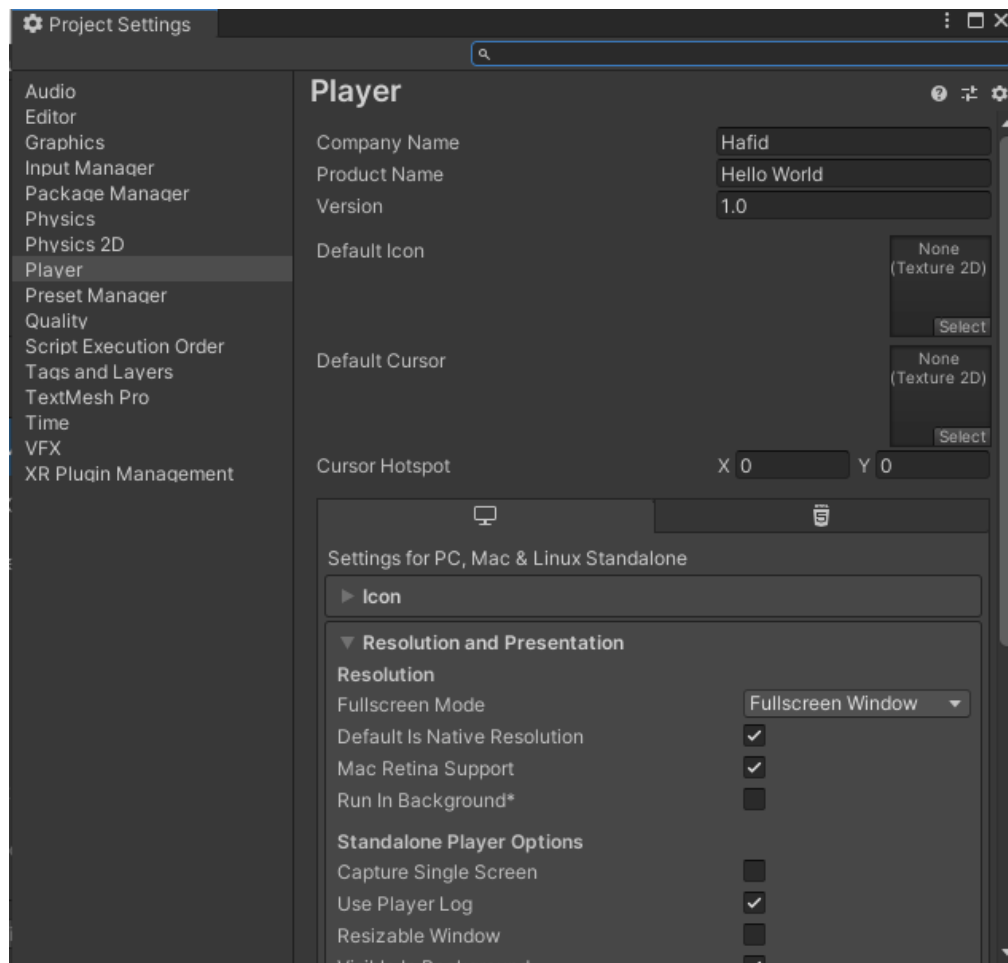 Project Settings
Audio
Editor
Graphics
Input Manager
Package Manager
Physics
Physics 2D
Player
Preset Manager
Quality
Script Execution Order
Tags and Layers
TextMesh Pro
Time
VFX
XR Plugin Management
Player
Company Name Hafid
Product Name Hello World
Version 1.0
Default Icon
None
(Texture 2D)
Select
Default Cursor
None
(Texture 2D)
Select
Cursor Hotspot X 0 Y 0
Settings for PC, Mac & Linux Standalone
Icon
Resolution and Presentation
Resolution
Fullscreen Mode Fullscreen Window
Default Is Native Resolution
Mac Retina Support
Run In Background*
Standalone Player Options
Capture Single Screen
Use Player Log
Resizable Window